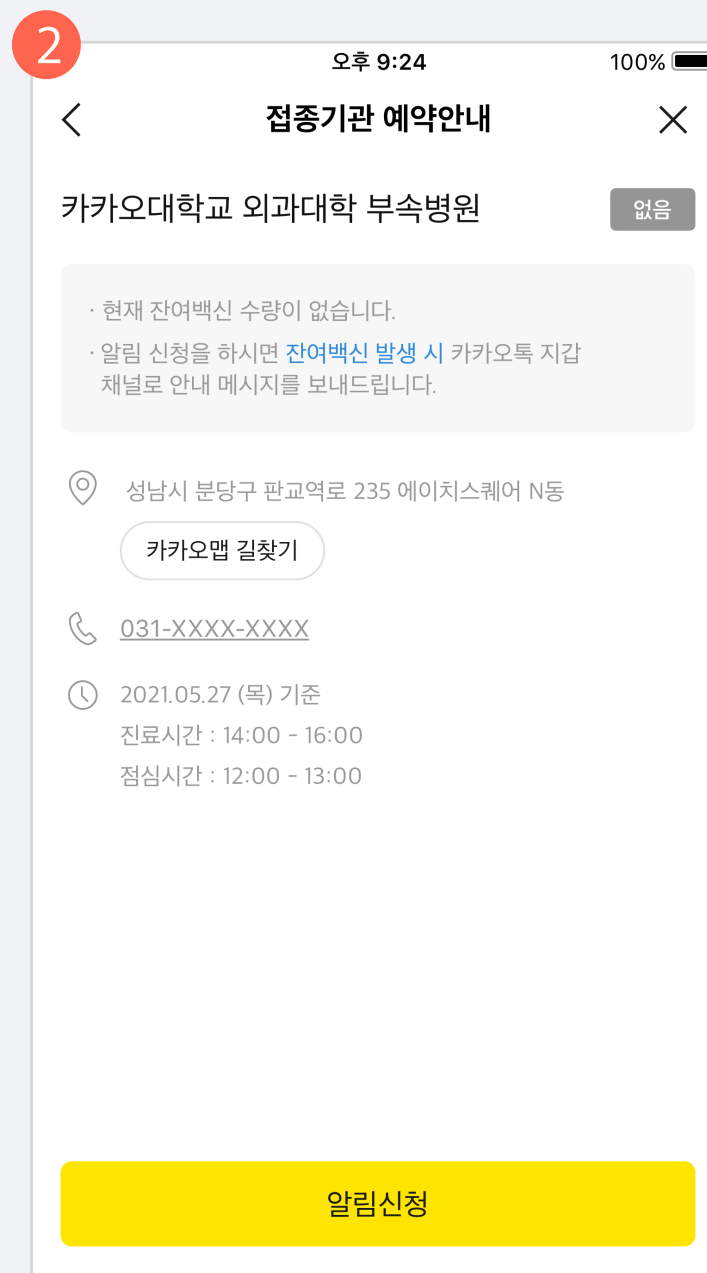 2
오후 9:24
100%
접종기관 예약안내
카카오대학교 외과대학 부속병원
없음
· 현재 잔여백신 수량이 없습니다.
· 알림 신청을 하시면 잔여백신 발생 시 카카오톡 지갑
채널로 안내 메시지를 보내드립니다.
성남시 분당구 판교역로 235 에이치스퀘어 N동
카카오맵 길찾기
031-XXXX-XXXX
2021.05.27 (목) 기준
진료시간 : 14:00 - 16:00
점심시간 : 12:00 - 13:00
알림신청